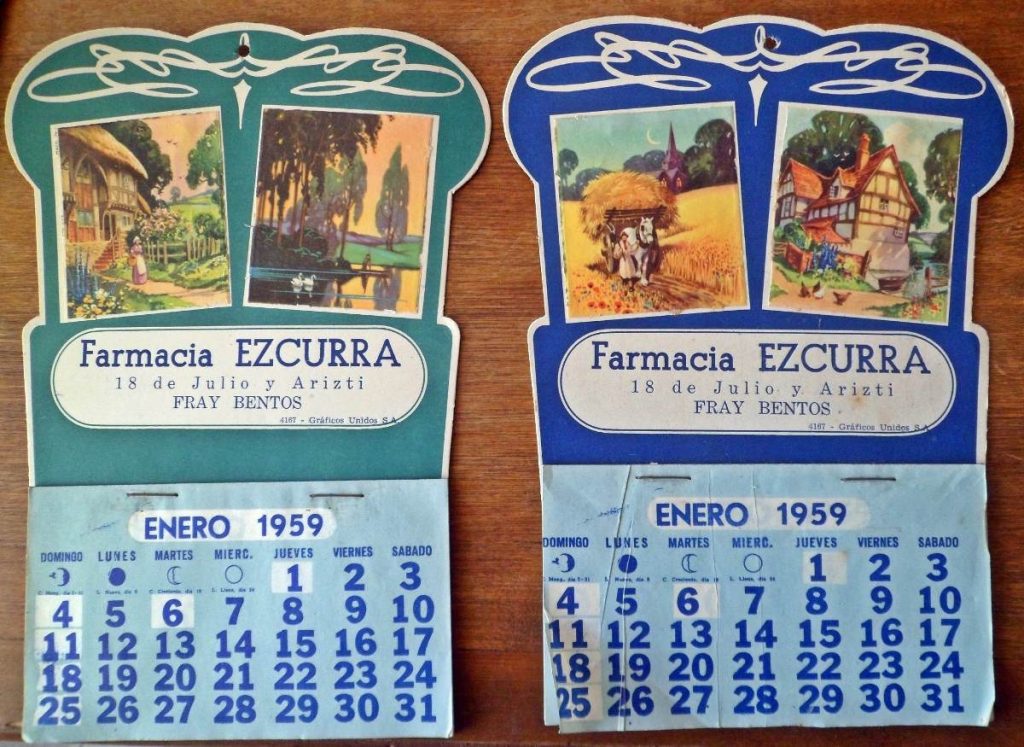 Farmacia EZCURRA
18 de Julio y Arizti
FRAY BENTOS
4167 - Gráficos Unidos S.A.
ENERO 1959
DOMINGO LUNES MARTES MIERC. JUEVES VIERNES SABADO
1 2 3
4 5 6 7 8 9 10
11 12 13 14 15 16 17
18 19 20 21 22 23 24
25 26 27 28 29 30 31
Farmacia EZCURRA
18 de Julio y Arizti
FRAY BENTOS
4167 - Gráficos Unidos S.A.
ENERO 1959
DOMINGO LUNES MARTES MIERC. JUEVES VIERNES SABADO
1 2 3
4 5 6 7 8 9 10
11 12 13 14 15 16 17
18 19 20 21 22 23 24
25 26 27 28 29 30 31